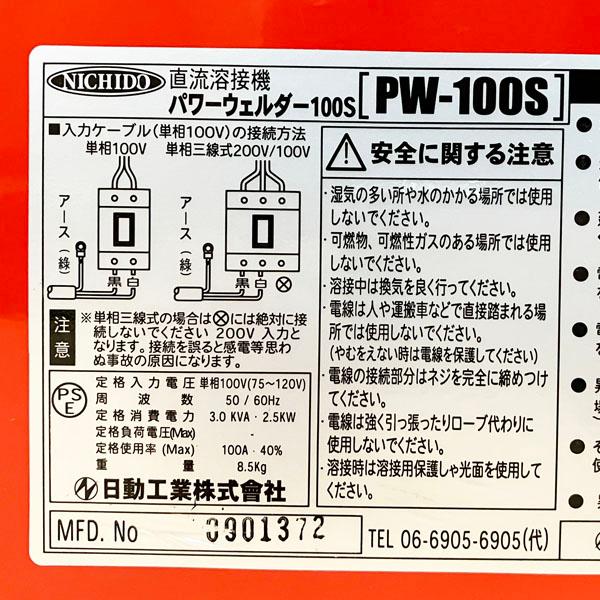 NICHIDO
直流溶接機
パワーウェルダー100S
[PW-100S]
■入力ケーブル(単相100V)の接続方法
単相100V 単相三線式200V/100V
アース(緑) 黒 白
アース(緑) 黒 白 ⊗
注意
※単相三線式の場合は⊗には絶対に接
続しないでください 200V 入力と
なります。接続を誤ると感電等思わ
ぬ事故の原因になります。
PSE
定格入力電圧 単相100V(75~120V)
周波数 50 / 60Hz
定格消費電力 3.0 KVA・2.5KW
定格負荷電圧(Max) -
定格使用率(Max) 100A・40%
重量 8.5Kg
日動工業株式会社
安全に関する注意
・湿気の多い所や水のかかる場所では使用
しないでください。
・可燃物、可燃性ガスのある場所では使用
しないでください。
・溶接中は換気を良く行ってください。
・電線は人や運搬車などで直接踏まれる場
所では使用しないでください。
(やむをえない時は電線を保護してください)
・電線の接続部分はネジを完全に締めつけ
てください。
・電線は強く引っ張ったりロープ代わりに
使用しないでください。
・溶接時は溶接用保護しゃ光面を使用して
ください。
MFD. No 0901372
TEL 06-6905-6905(代)